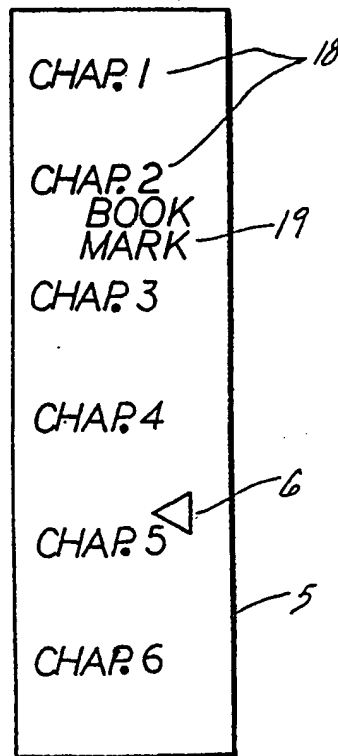 CHAP. 1
18
CHAP. 2
BOOK
MARK
19
CHAP. 3
CHAP. 4
6
CHAP. 5
5
CHAP. 6